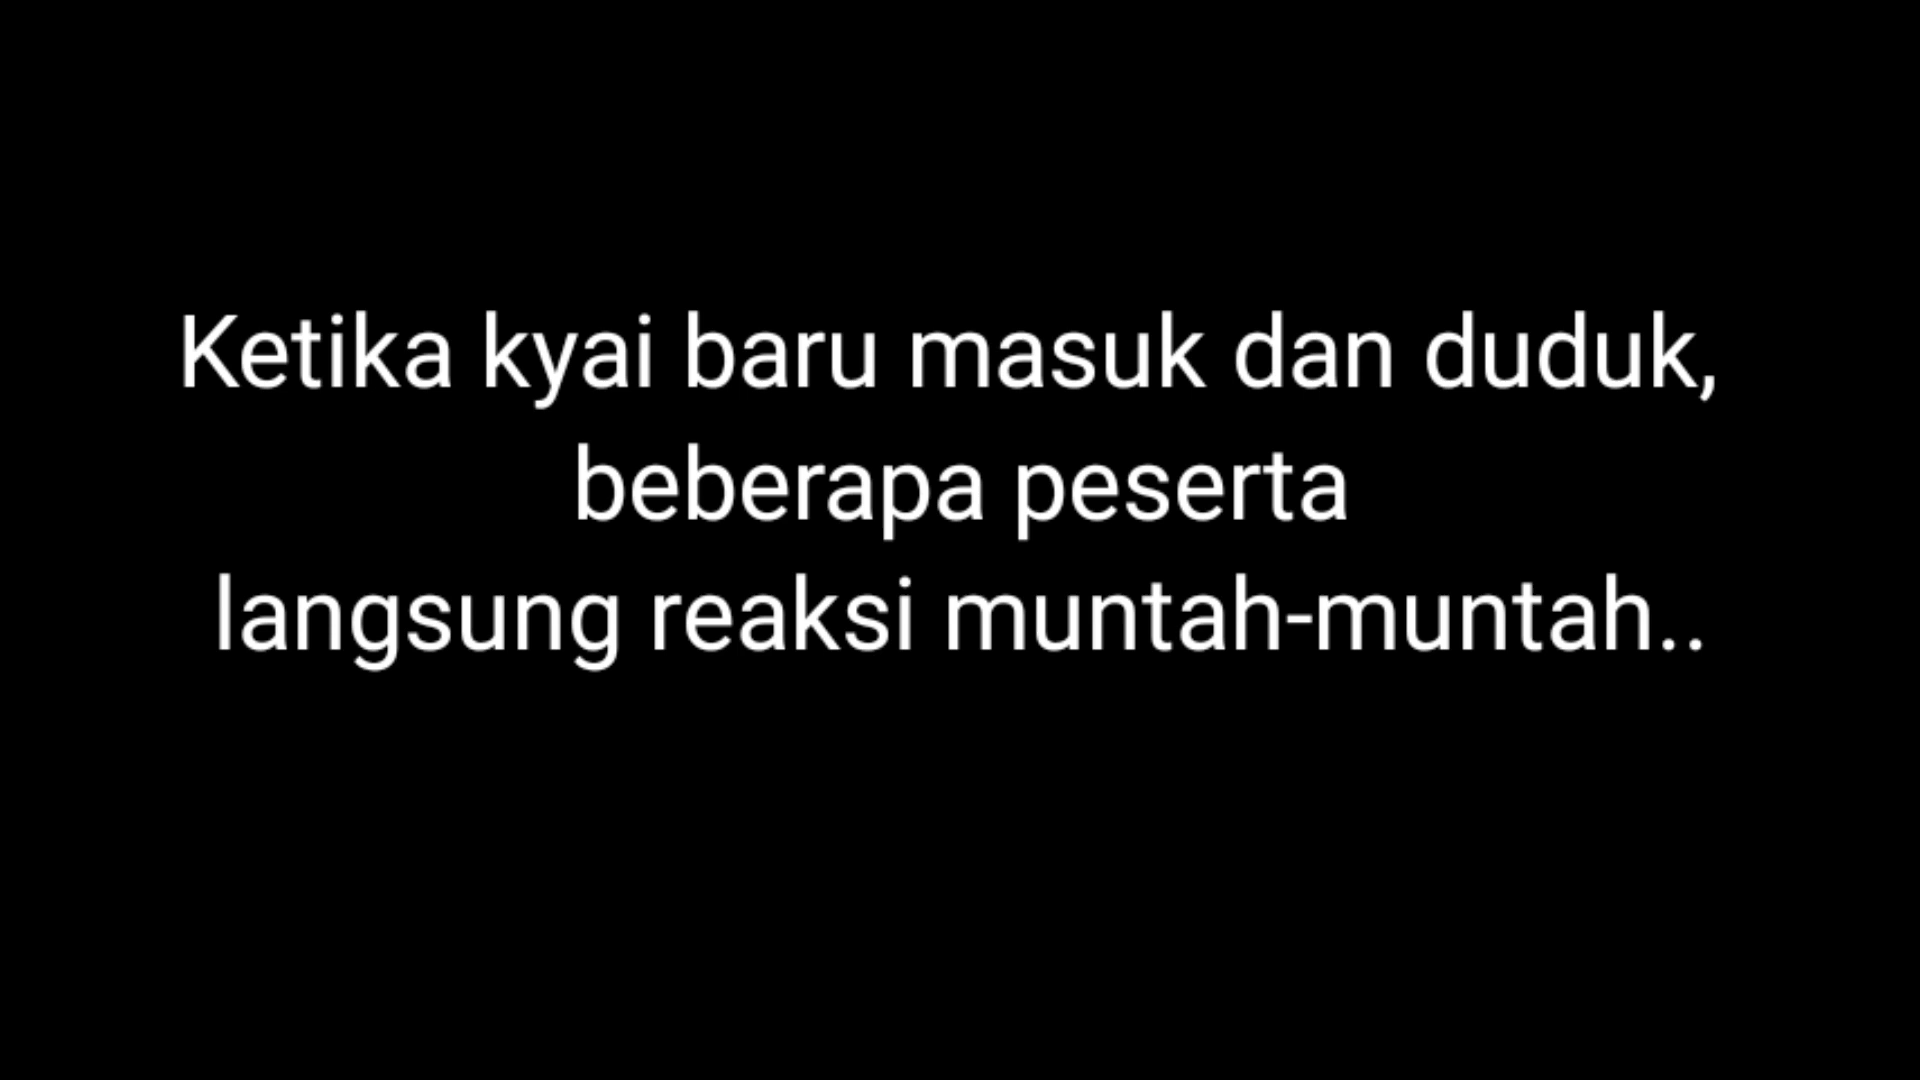 Ketika kyai baru masuk dan duduk,
beberapa peserta
langsung reaksi muntah-muntah..